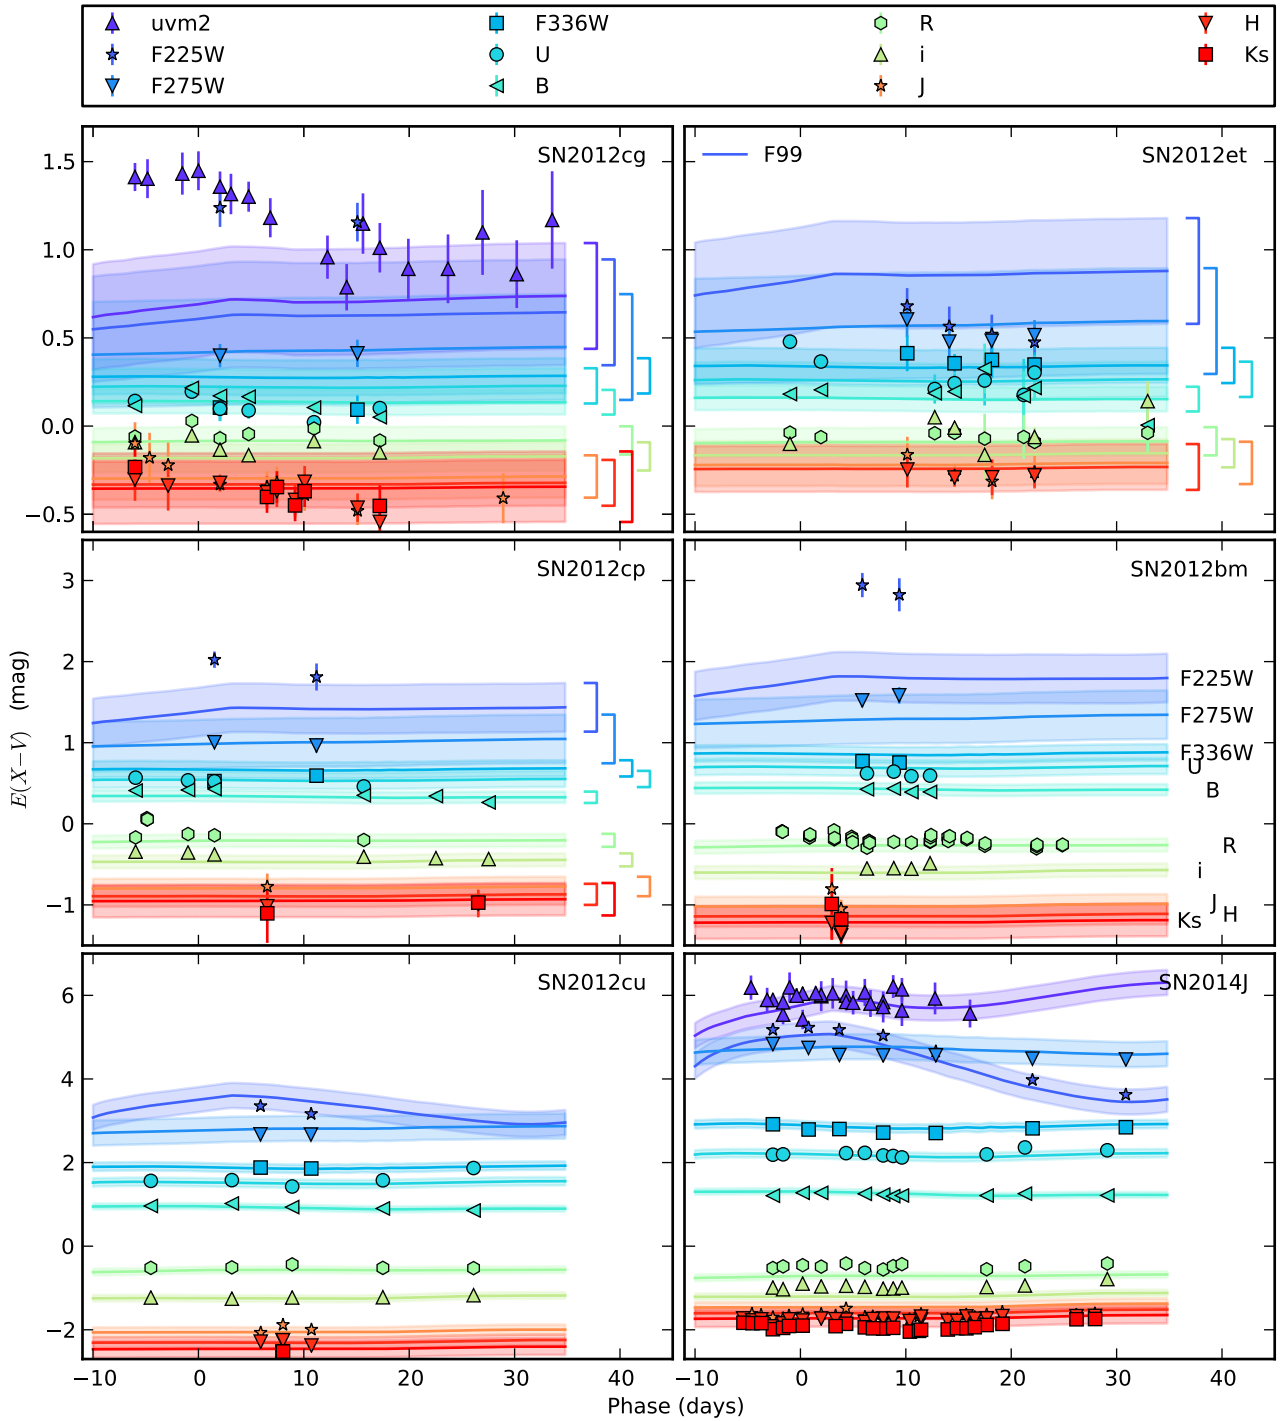 uvm2
F225W
F275W
F336W
U
B
R
i
J
H
Ks
SN2012cg
1.5
1.0
0.5
0.0
−0.5
F99
SN2012et
SN2012cp
3
2
1
0
−1
E(X−V) (mag)
SN2012bm
F225W
F275W
F336W
U
B
R
i
J
H
Ks
SN2012cu
6
4
2
0
−2
SN2014J
−10 0 10 20 30 40
−10 0 10 20 30 40
Phase (days)